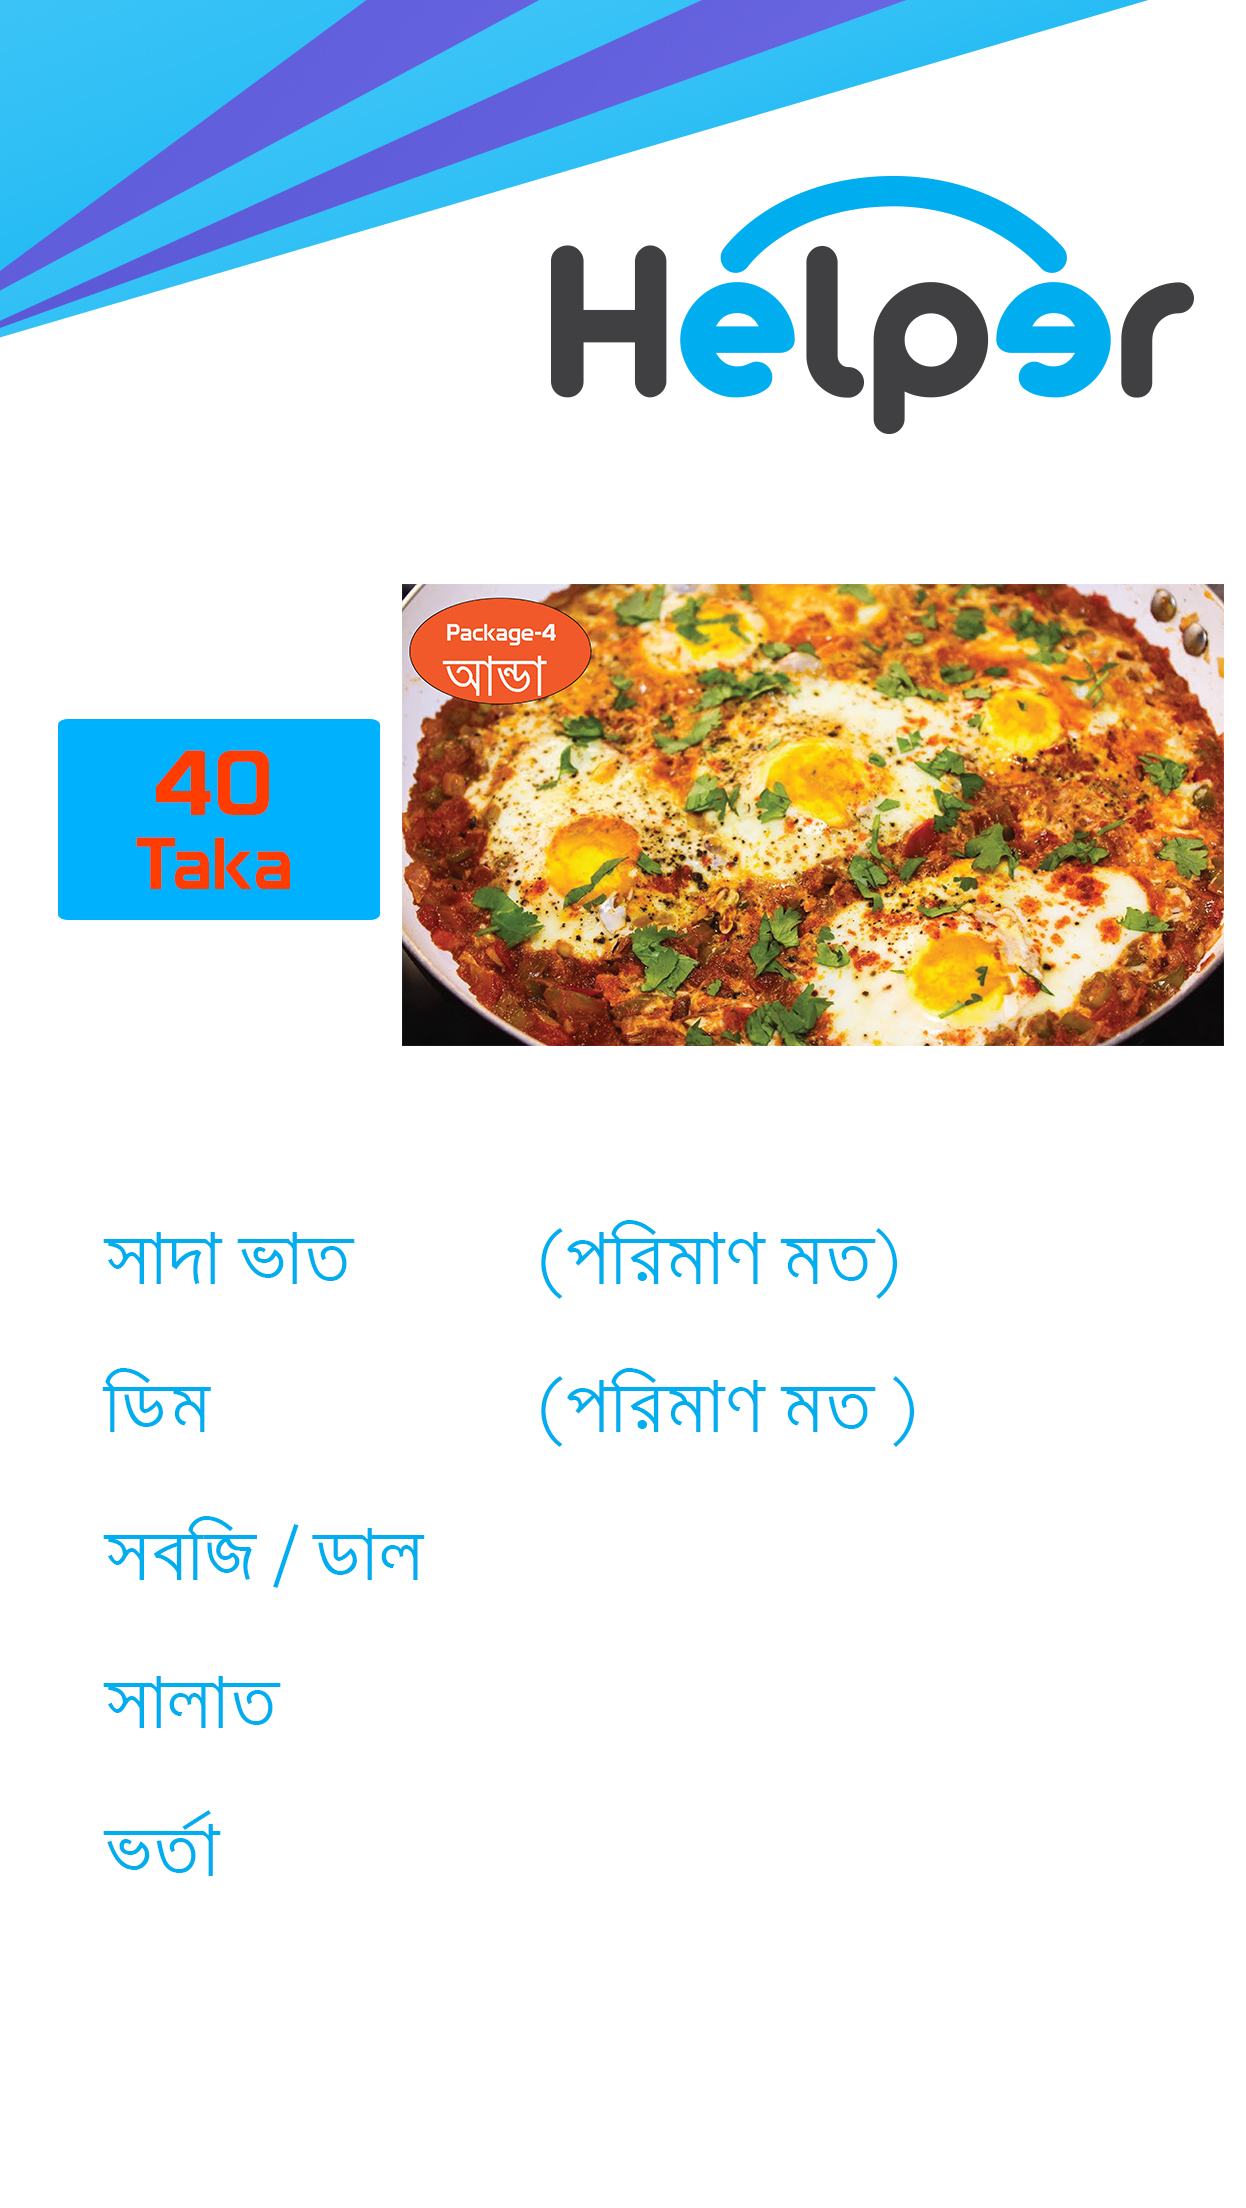 Helper
Package-4
আন্ডা
40
Taka
সাদা ভাত (পরিমাণ মত)
ডিম (পরিমাণ মত )
সবজি / ডাল
সালাত
ভর্তা